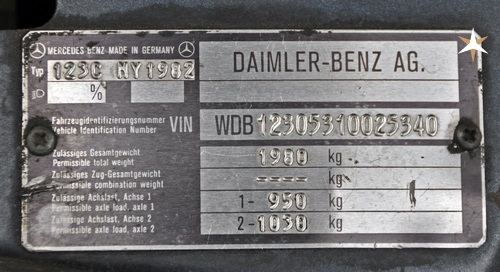 MERCEDES-BENZ MADE IN GERMANY
DAIMLER-BENZ AG.
Typ 123C MY1982
%
Fahrzeugidentifizierungsnummer
Vehicle Identification Number VIN WDB12305310025340
Zulässiges Gesamtgewicht
Permissible total weight 1980 kg
Zulässiges Zug-Gesamtgewicht
Permissible combination weight ---- kg
Zulässige Achslast, Achse 1
Permissible axle load, axle 1 1- 950 kg
Zulässige Achslast, Achse 2
Permissible axle load, axle 2 2- 1030 kg